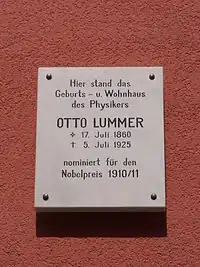 Hier stand das
Geburts- u. Wohnhaus
des Physikers
OTTO LUMMER
✧ 17. Juli 1860
† 5. Juli 1925
nominiert für den
Nobelpreis 1910/11